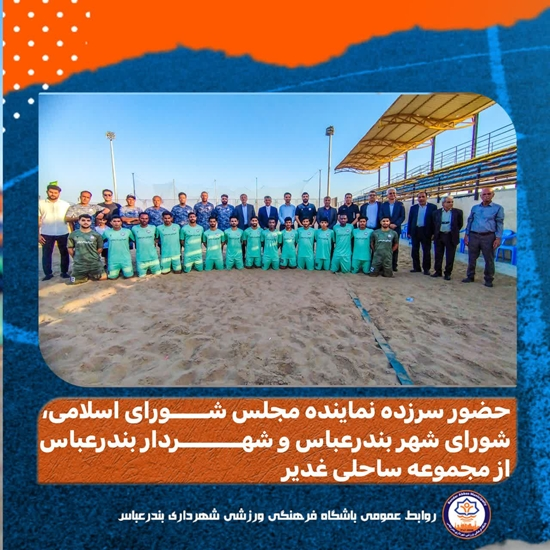 حضور سرزده نماینده مجلس شورای اسلامی،
شورای شهر بندرعباس و شهردار بندرعباس
از مجموعه ساحلی غدیر
روابط عمومی باشگاه فرهنگی ورزشی شهرداری بندرعباس